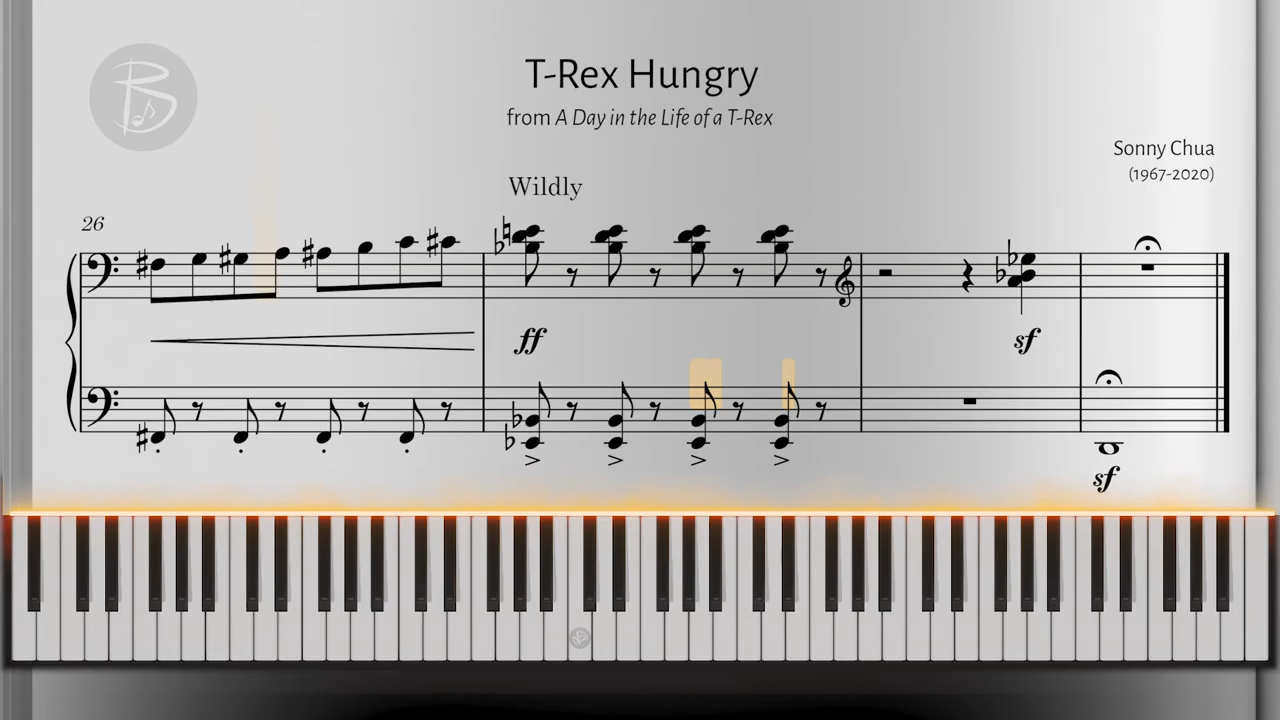 T-Rex Hungry
from A Day in the Life of a T-Rex
Sonny Chua
(1967-2020)
Wildly
26
ff
sf
sf